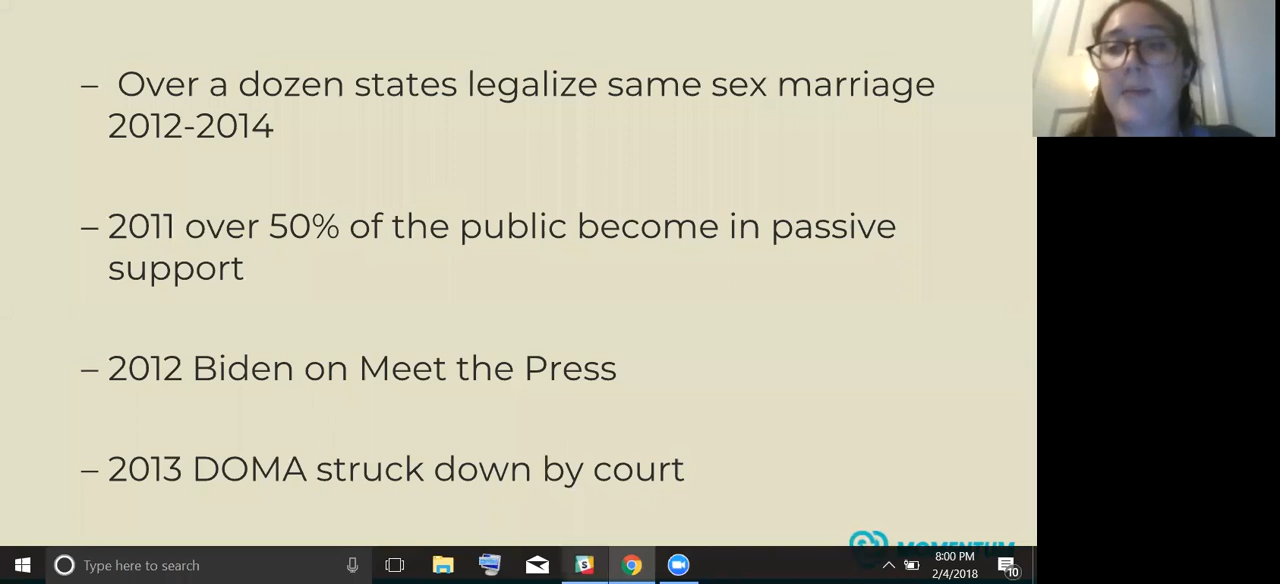 – Over a dozen states legalize same sex marriage
2012-2014
– 2011 over 50% of the public become in passive
support
– 2012 Biden on Meet the Press
– 2013 DOMA struck down by court
MOMENTUM
Type here to search
8:00 PM
2/4/2018
10